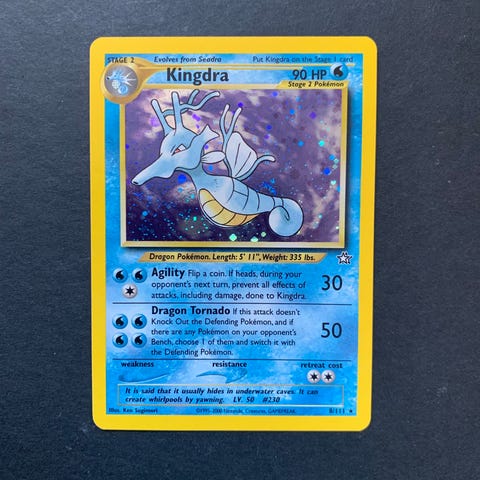 STAGE 2 Evolves from Seadra Put Kingdra on the Stage 1 card
Kingdra 90 HP
Stage 2 Pokémon
Dragon Pokémon. Length: 5' 11", Weight: 335 lbs.
Agility Flip a coin. If heads, during your
opponent's next turn, prevent all effects of
attacks, including damage, done to Kingdra.
30
Dragon Tornado If this attack doesn't
Knock Out the Defending Pokémon, and if
there are any Pokémon on your opponent's
Bench, choose 1 of them and switch it with
the Defending Pokémon.
50
weakness resistance retreat cost
It is said that it usually hides in underwater caves. It can
create whirlpools by yawning. LV. 50 #230
Illus. Ken Sugimori ©1995-2000 Nintendo, Creatures, GAMEFREAK. 8/111